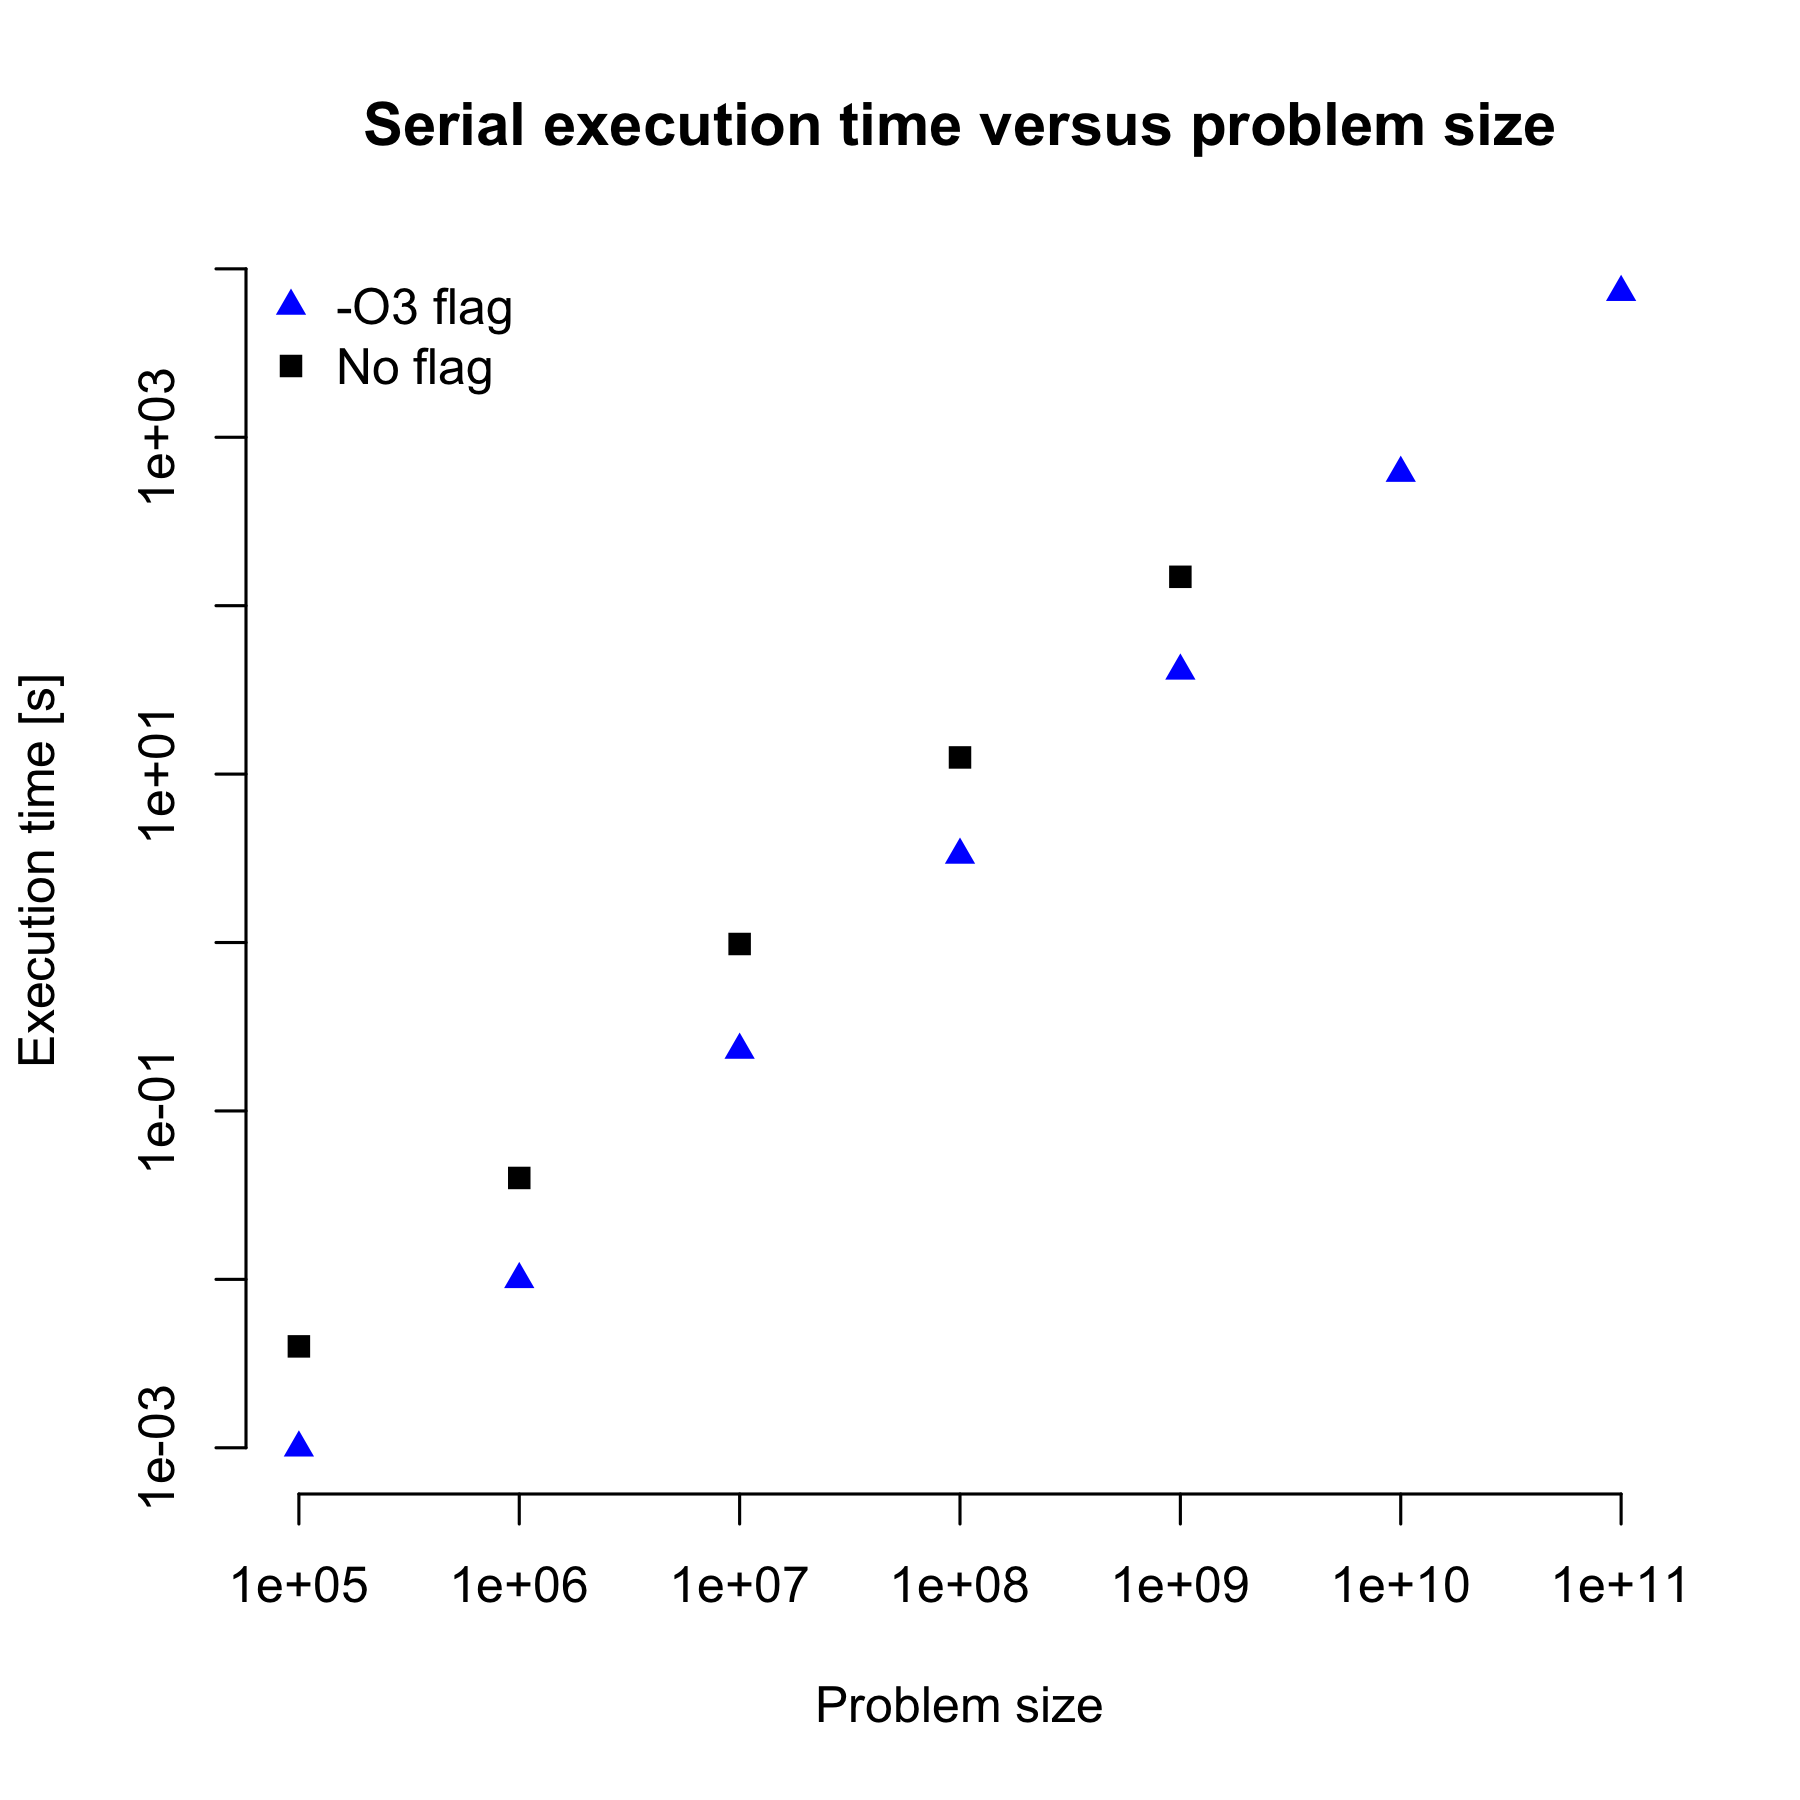 Serial execution time versus problem size
-O3 flag
No flag
Execution time [s]
1e+03
1e+01
1e-01
1e-03
1e+05 1e+06 1e+07 1e+08 1e+09 1e+10 1e+11
Problem size